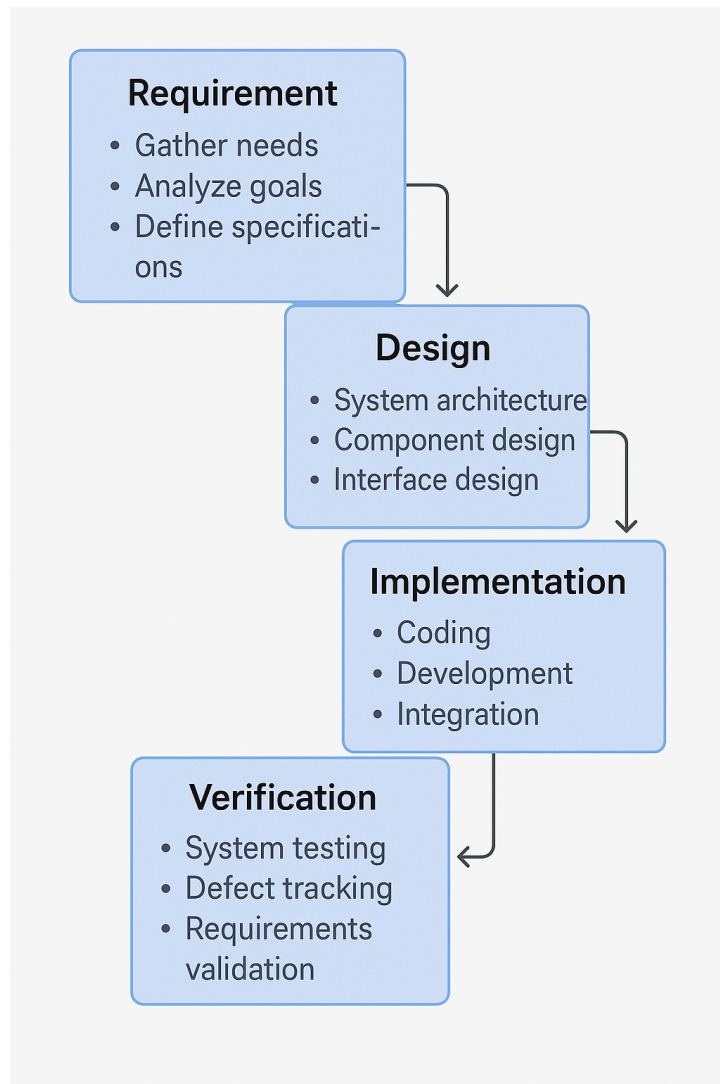 Requirement
• Gather needs
• Analyze goals
• Define specificati-
ons
Design
• System architecture
• Component design
• Interface design
Implementation
• Coding
• Development
• Integration
Verification
• System testing
• Defect tracking
• Requirements
validation